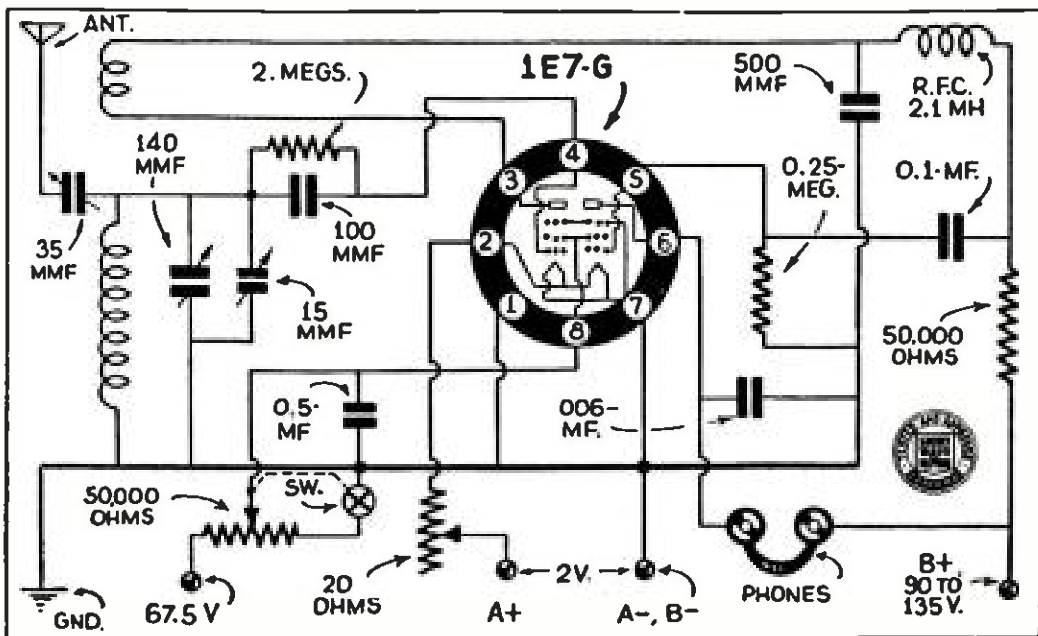 ANT.
2. MEGS.
1E7-G
500
MMF
R.F.C.
2.1 MH
140
MMF
0.25-
MEG.
0.1-MF.
35
MMF
100
MMF
15
MMF
50,000
OHMS
4
3
5
2
6
1
7
8
0.5-
MF
006-
MF.
50,000
OHMS
SW.
20
OHMS
2V.
PHONES
B+
90 TO
135 V.
GND.
67.5 V
A+
A-, B-